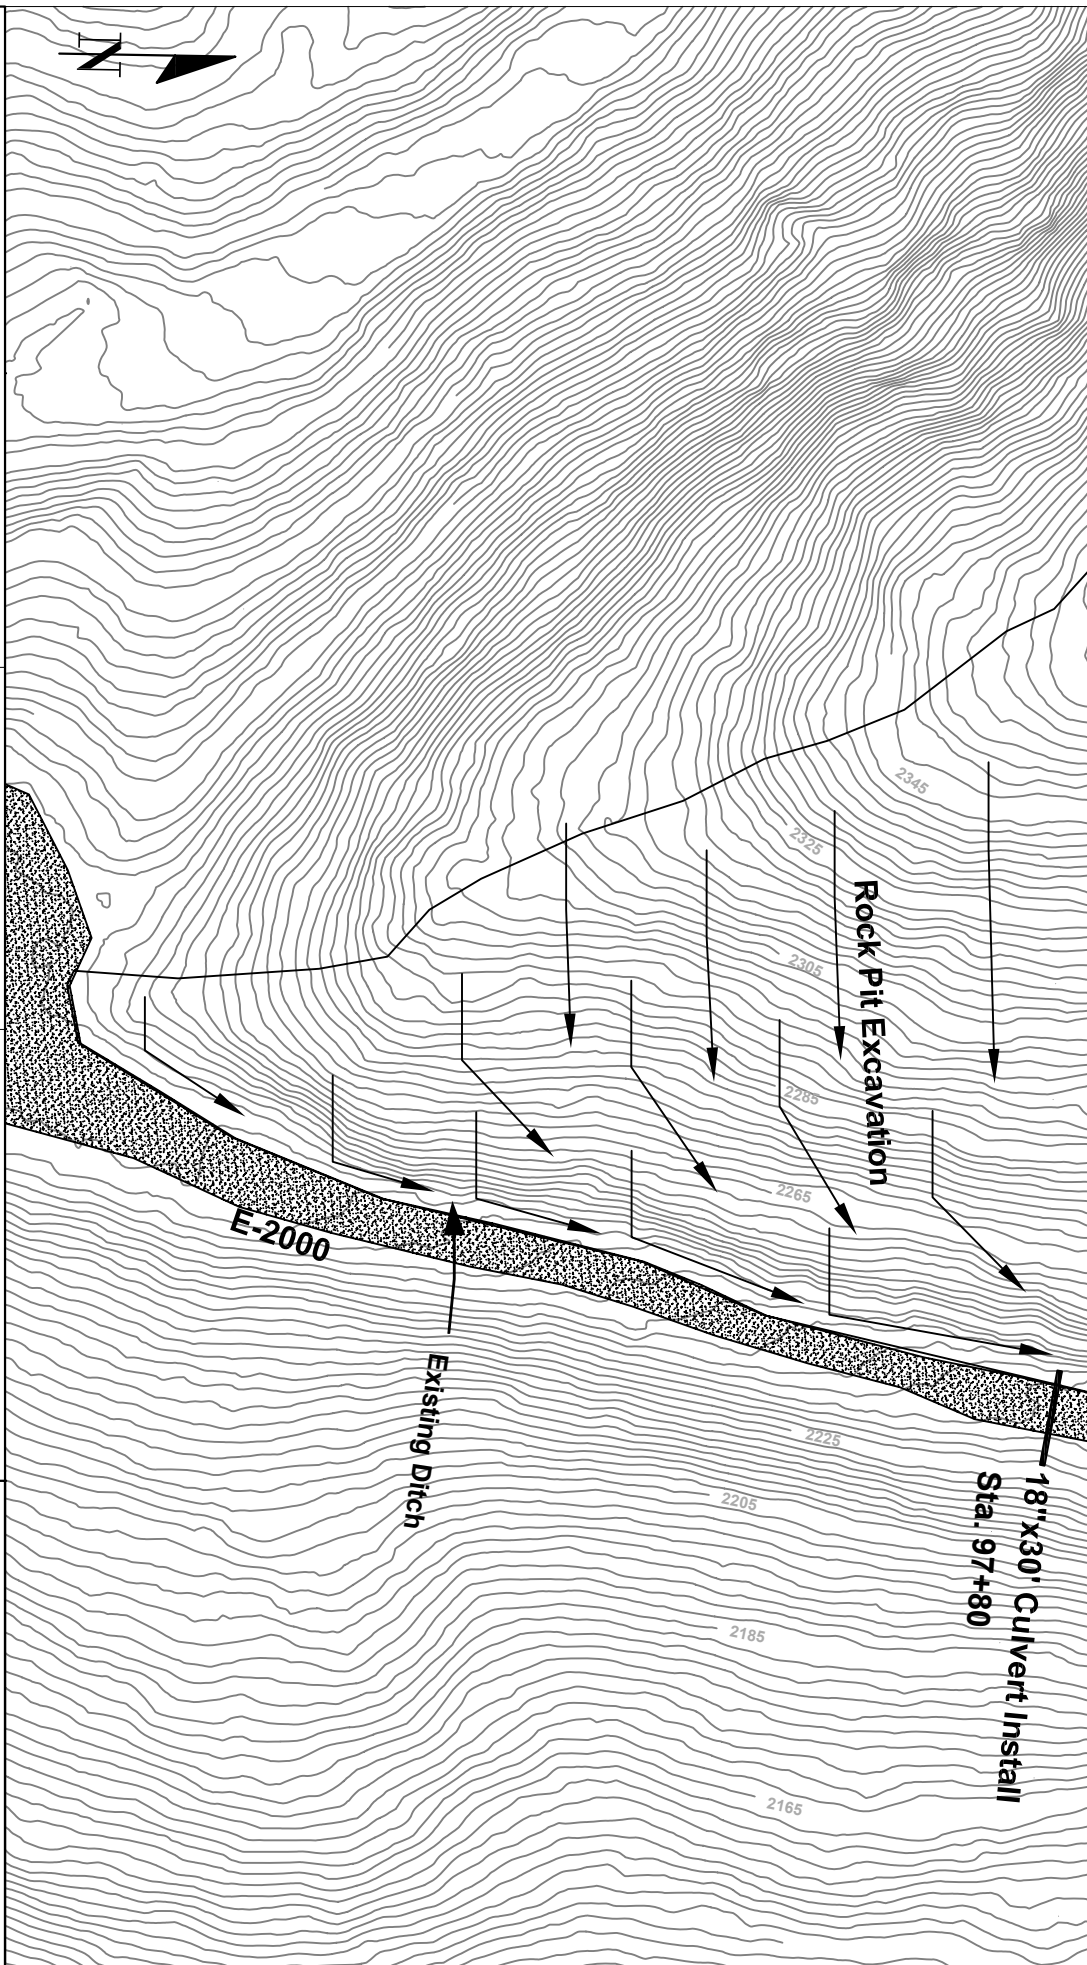 N
2345
2325
Rock Pit Excavation
2305
2285
2265
E-2000
Existing Ditch
2225
18"x30' Culvert Install
Sta. 97+80
2205
2185
2165